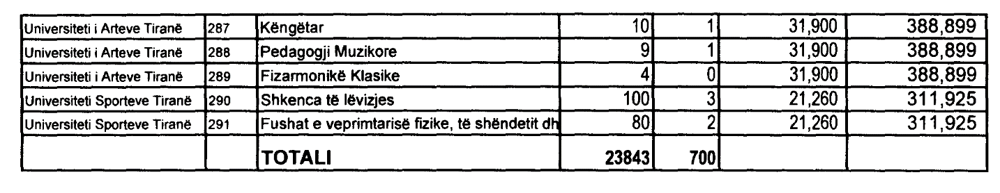 Universiteti i Arteve Tiranë 287 Këngëtar 10 1 31,900 388,899
Universiteti i Arteve Tiranë 288 Pedagogji Muzikore 9 1 31,900 388,899
Universiteti i Arteve Tiranë 289 Fizarmonikë Klasike 4 0 31,900 388,899
Universiteti Sporteve Tiranë 290 Shkenca të lëvizjes 100 3 21,260 311,925
Universiteti Sporteve Tiranë 291 Fushat e veprimtarisë fizike, të shëndetit dh 80 2 21,260 311,925
TOTALI 23843 700